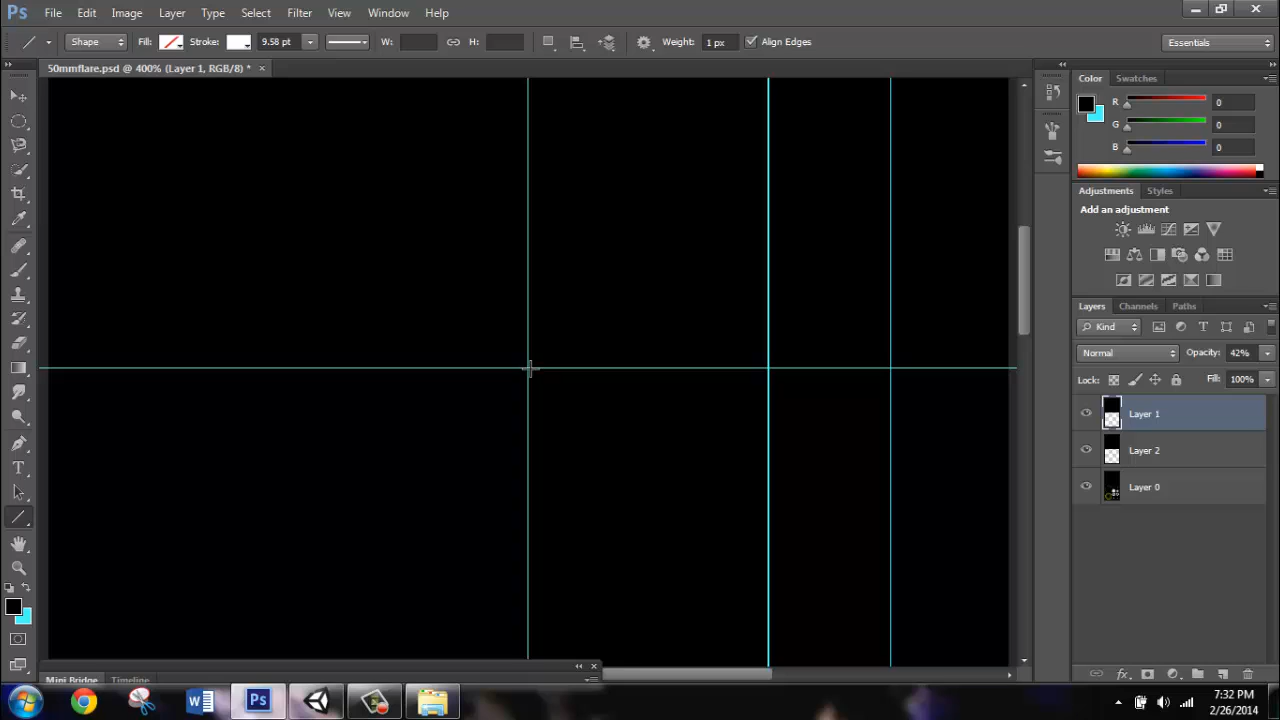 Ps File Edit Image Layer Type Select Filter View Window Help
Shape Fill: Stroke: 9.58 pt W: H: Weight: 1 px Align Edges Essentials
50mmflare.psd @ 400% (Layer 1, RGB/8) * ×
Color Swatches
R 0
G 0
B 0
Adjustments Styles
Add an adjustment
Layers Channels Paths
Kind
Normal Opacity: 42%
Lock: Fill: 100%
Layer 1
Layer 2
Layer 0
Mini Bridge Timeline
Ps
7:32 PM
2/26/2014